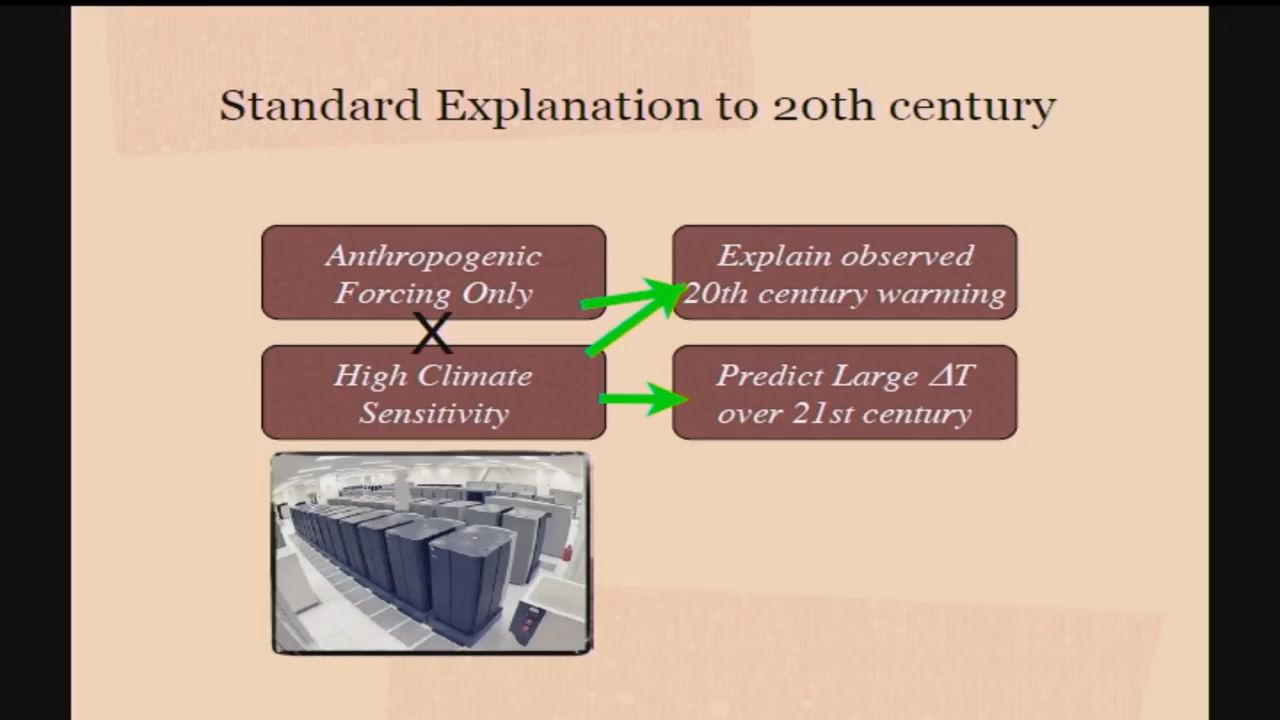 Standard Explanation to 20th century
Anthropogenic
Forcing Only
X
High Climate
Sensitivity
Explain observed
20th century warming
Predict Large ΔT
over 21st century